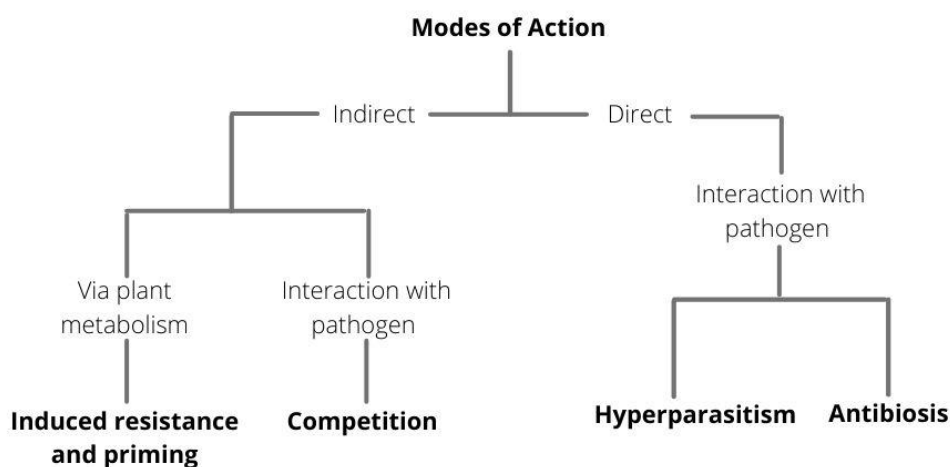 Modes of Action
Indirect
Direct
Interaction with
pathogen
Via plant
metabolism
Interaction with
pathogen
Induced resistance
and priming
Competition
Hyperparasitism
Antibiosis